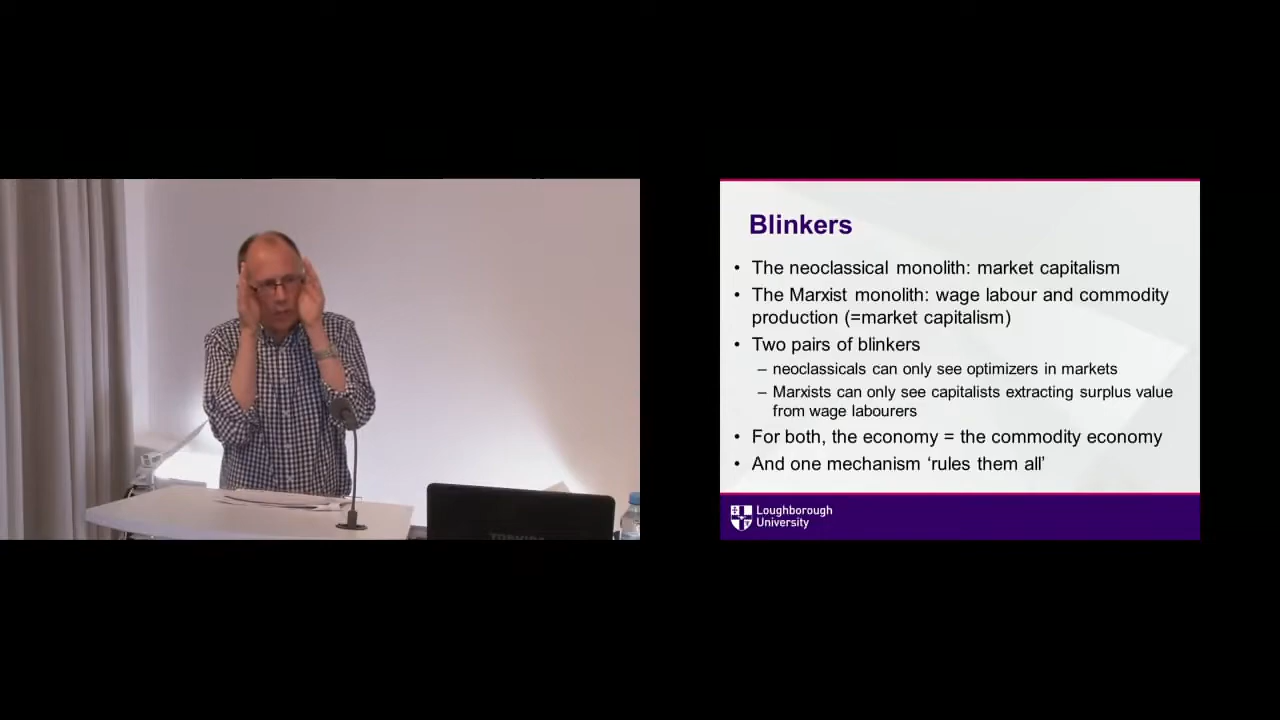 Blinkers
• The neoclassical monolith: market capitalism
• The Marxist monolith: wage labour and commodity
production (=market capitalism)
• Two pairs of blinkers
– neoclassicals can only see optimizers in markets
– Marxists can only see capitalists extracting surplus value
from wage labourers
• For both, the economy = the commodity economy
• And one mechanism ‘rules them all’
Loughborough
University
TOSHIBA